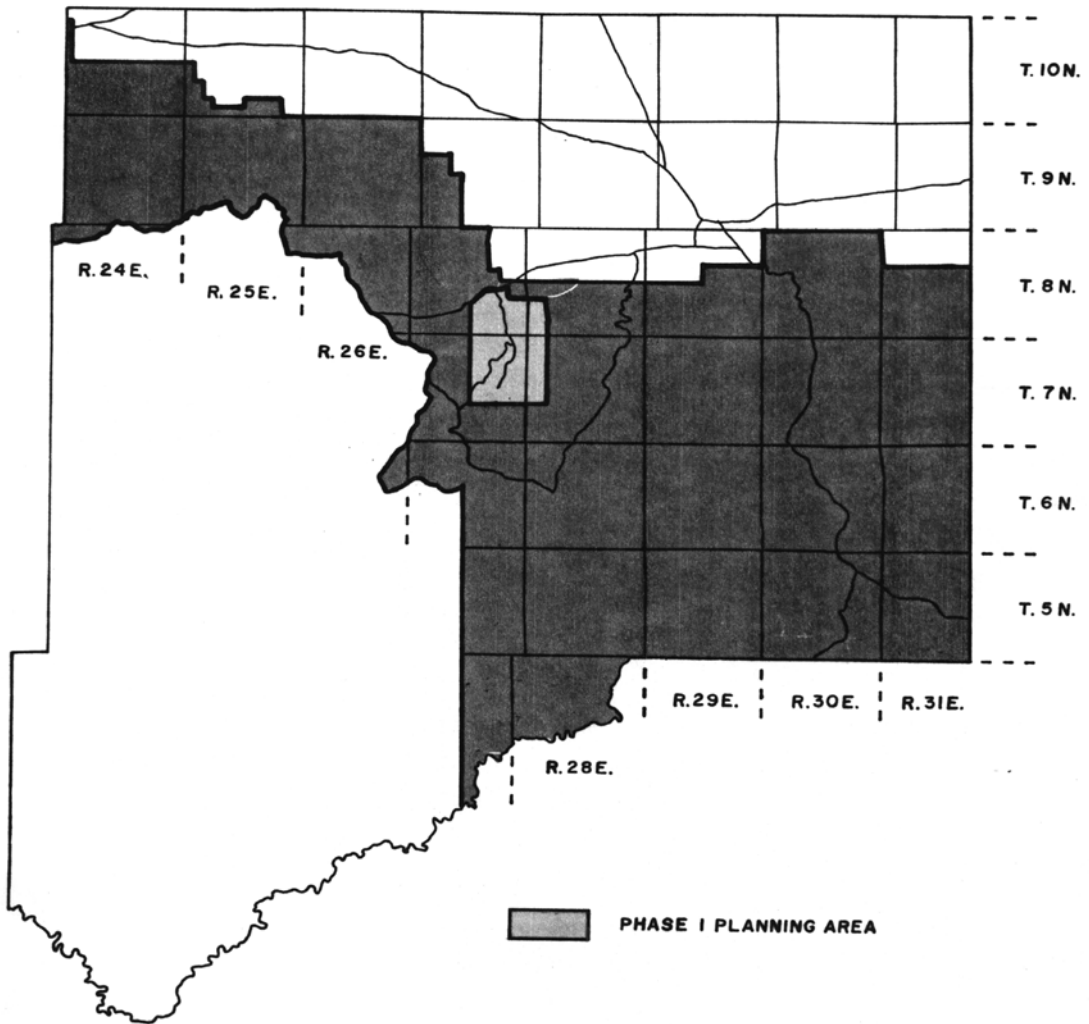 T. 10N.
T. 9N.
R. 24E.
R. 25E.
T. 8N.
R. 26E.
T. 7N.
T. 6N.
T. 5N.
R. 29E.
R. 30E.
R. 31E.
R. 28E.
PHASE I PLANNING AREA